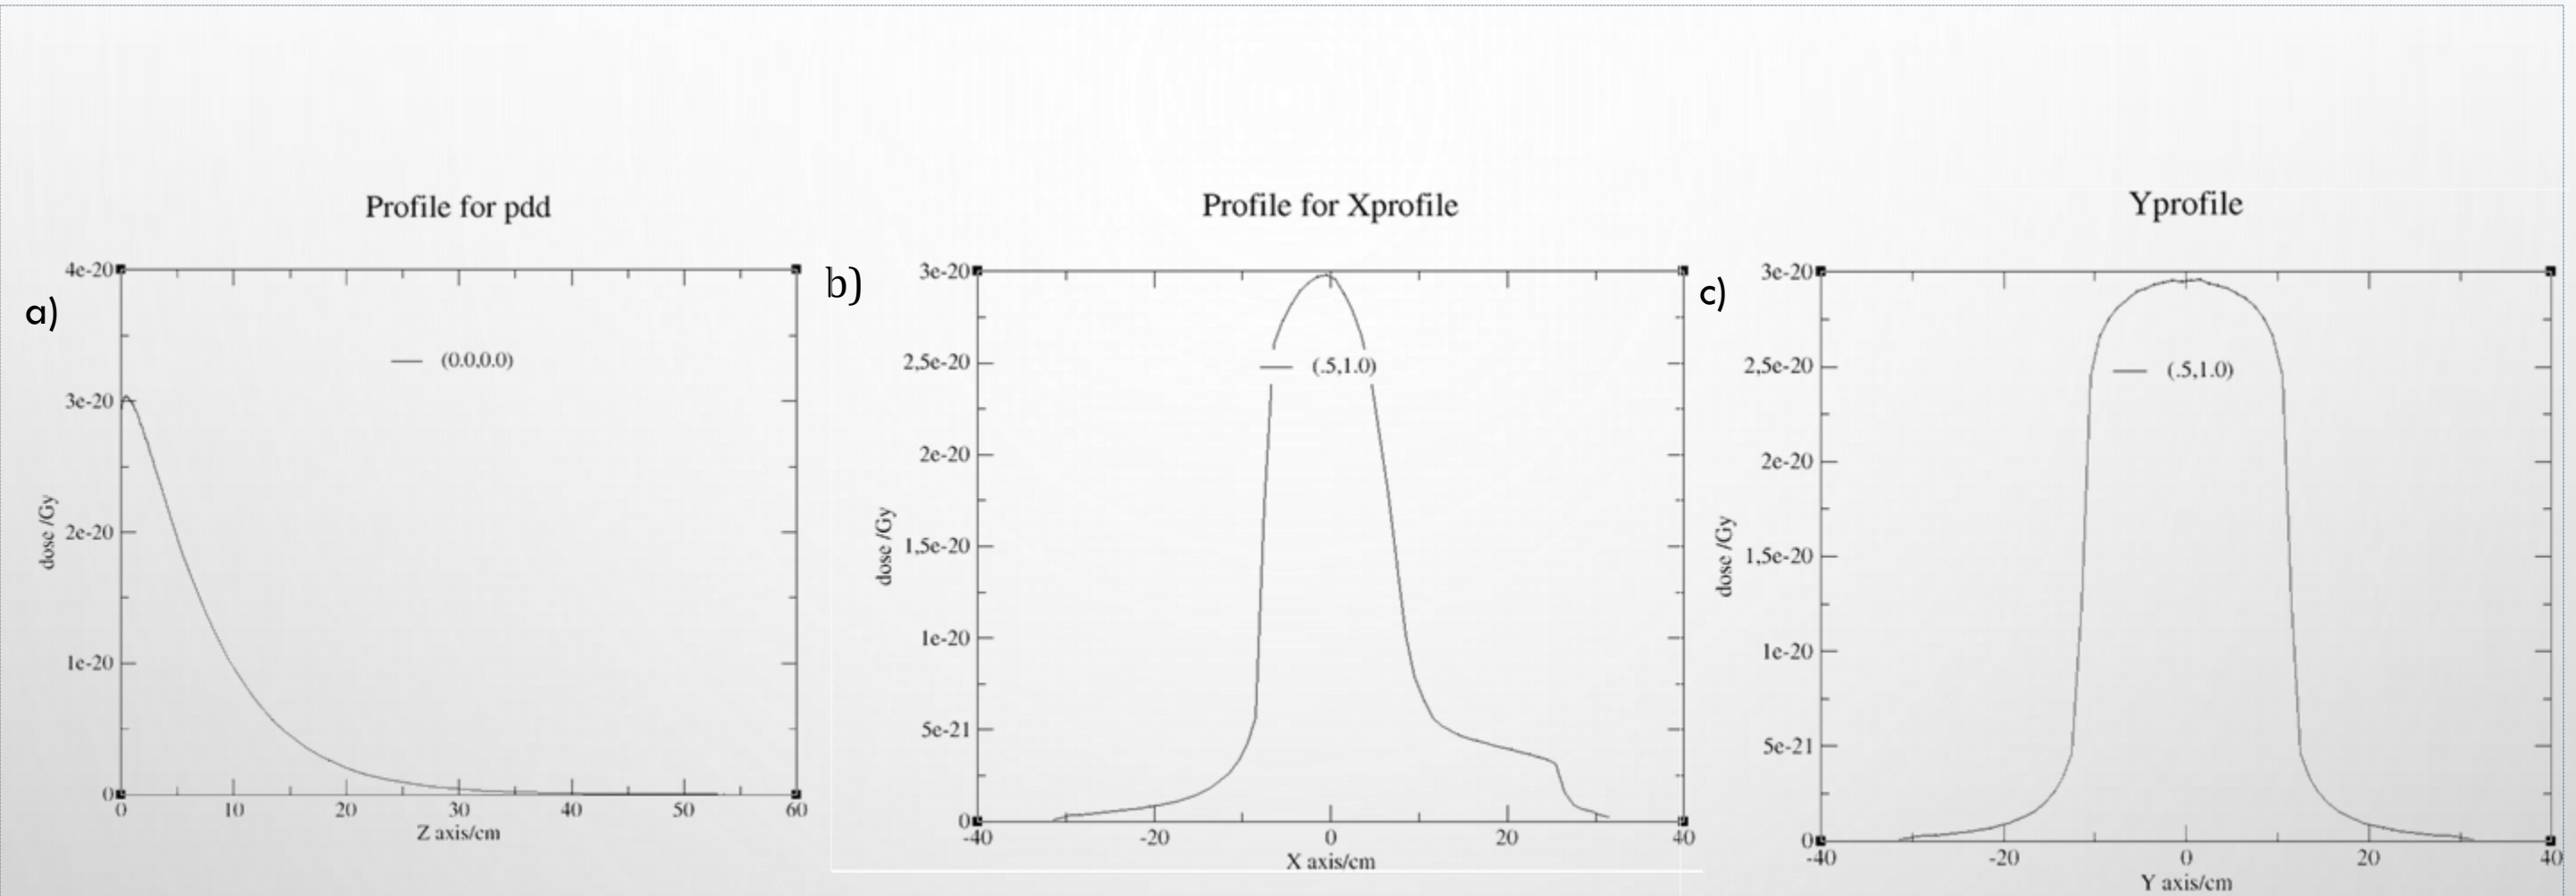 Profile for pdd
a)
4e-20
3e-20
2e-20
1e-20
0
dose /Gy
(0.0,0.0)
0 10 20 30 40 50 60
Z axis/cm
Profile for Xprofile
b)
3e-20
2,5e-20
2e-20
1,5e-20
1e-20
5e-21
0
dose /Gy
(.5,1.0)
-40 -20 0 20 40
X axis/cm
Yprofile
c)
3e-20
2,5e-20
2e-20
1,5e-20
1e-20
5e-21
0
dose /Gy
(.5,1.0)
-40 -20 0 20 40
Y axis/cm